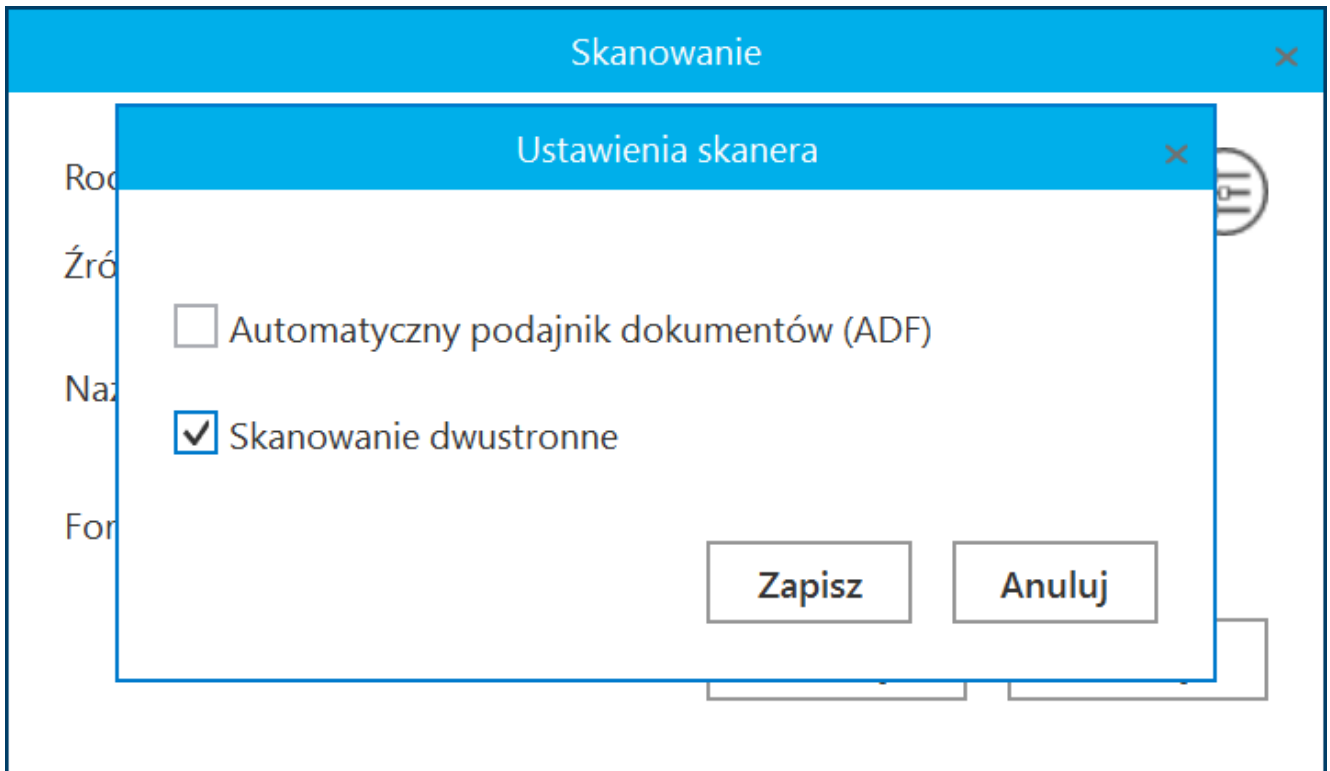 Skanowanie
Ustawienia skanera
Automatyczny podajnik dokumentów (ADF)
Skanowanie dwustronne
Zapisz Anuluj